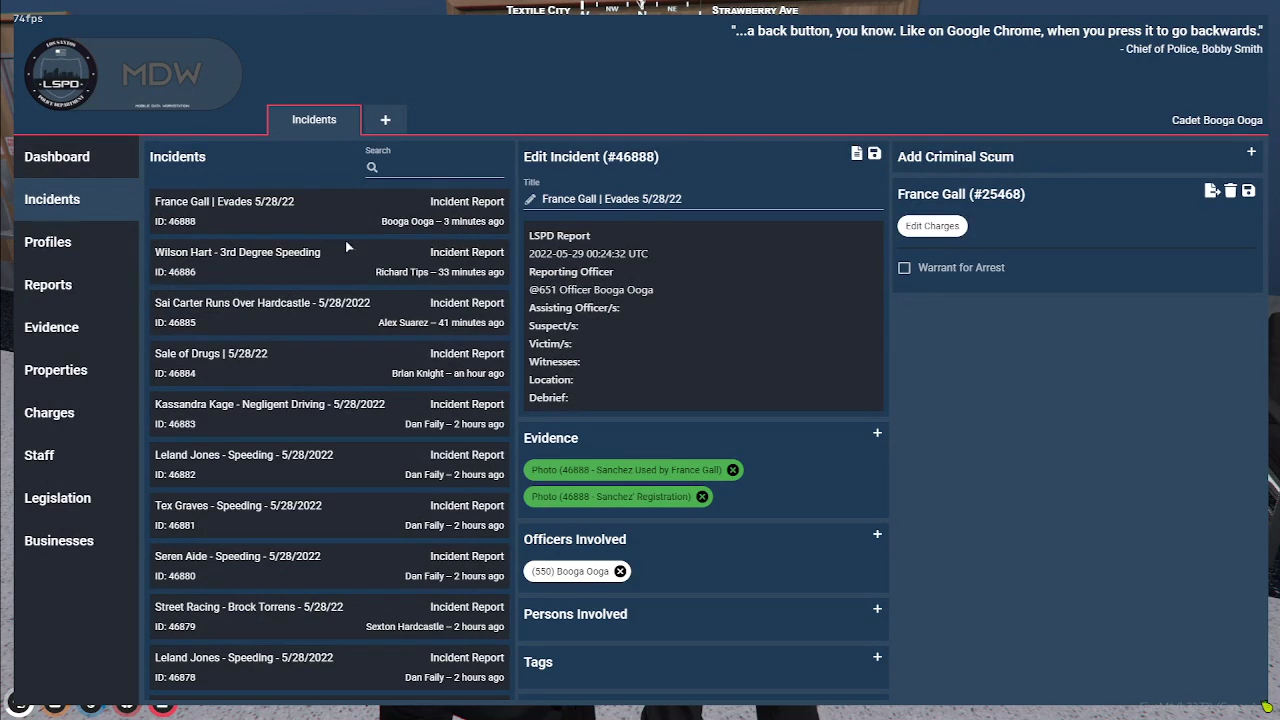 74fps
TEXTILE CITY
NW
NE
STRAWBERRY AVE
"...a back button, you know. Like on Google Chrome, when you press it to go backwards."
- Chief of Police, Bobby Smith
LOS SANTOS
LSPD
POLICE DEPARTMENT
MDW
MOBILE DATA WORKSTATION
Incidents
+
Cadet Booga Ooga
Dashboard
Incidents
Profiles
Reports
Evidence
Properties
Charges
Staff
Legislation
Businesses
Incidents
Search
France Gall | Evades 5/28/22 Incident Report
ID: 46888 Booga Ooga – 3 minutes ago
Wilson Hart - 3rd Degree Speeding Incident Report
ID: 46886 Richard Tips – 33 minutes ago
Sai Carter Runs Over Hardcastle - 5/28/2022 Incident Report
ID: 46885 Alex Suarez – 41 minutes ago
Sale of Drugs | 5/28/22 Incident Report
ID: 46884 Brian Knight – an hour ago
Kassandra Kage - Negligent Driving - 5/28/2022 Incident Report
ID: 46883 Dan Faily – 2 hours ago
Leland Jones - Speeding - 5/28/2022 Incident Report
ID: 46882 Dan Faily – 2 hours ago
Tex Graves - Speeding - 5/28/2022 Incident Report
ID: 46881 Dan Faily – 2 hours ago
Seren Aide - Speeding - 5/28/2022 Incident Report
ID: 46880 Dan Faily – 2 hours ago
Street Racing - Brock Torrens - 5/28/22 Incident Report
ID: 46879 Sexton Hardcastle – 2 hours ago
Leland Jones - Speeding - 5/28/2022 Incident Report
ID: 46878 Dan Faily – 2 hours ago
Edit Incident (#46888)
Title
France Gall | Evades 5/28/22
LSPD Report
2022-05-29 00:24:32 UTC
Reporting Officer
@651 Officer Booga Ooga
Assisting Officer/s:
Suspect/s:
Victim/s:
Witnesses:
Location:
Debrief:
Evidence +
Photo (46888 - Sanchez Used by France Gall)
Photo (46888 - Sanchez' Registration)
Officers Involved +
(550) Booga Ooga
Persons Involved +
Tags +
Add Criminal Scum +
France Gall (#25468)
Edit Charges
Warrant for Arrest